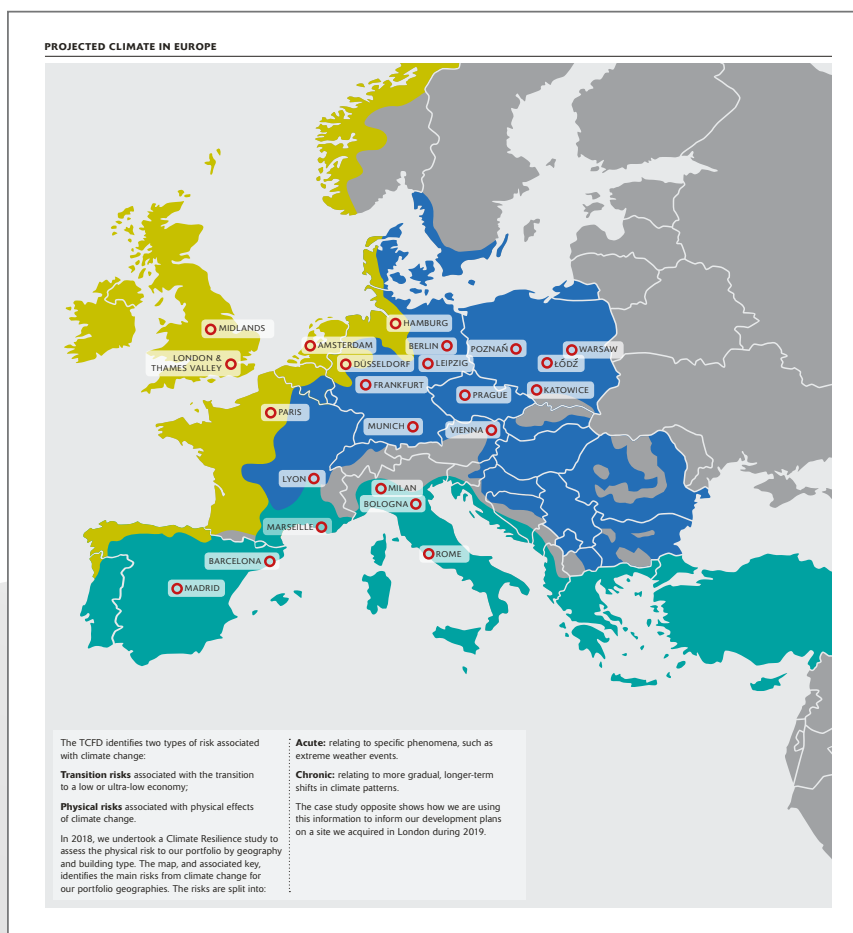 PROJECTED CLIMATE IN EUROPE
MIDLANDS
LONDON &
THAMES VALLEY
AMSTERDAM
HAMBURG
BERLIN
DÜSSELDORF
LEIPZIG
FRANKFURT
POZNAŃ
WARSAW
ŁÓDŹ
KATOWICE
PRAGUE
PARIS
MUNICH
VIENNA
LYON
MILAN
BOLOGNA
MARSEILLE
BARCELONA
ROME
MADRID
The TCFD identifies two types of risk associated
with climate change:
Transition risks associated with the transition
to a low or ultra-low economy;
Physical risks associated with physical effects
of climate change.
In 2018, we undertook a Climate Resilience study to
assess the physical risk to our portfolio by geography
and building type. The map, and associated key,
identifies the main risks from climate change for
our portfolio geographies. The risks are split into:
Acute: relating to specific phenomena, such as
extreme weather events.
Chronic: relating to more gradual, longer-term
shifts in climate patterns.
The case study opposite shows how we are using
this information to inform our development plans
on a site we acquired in London during 2019.